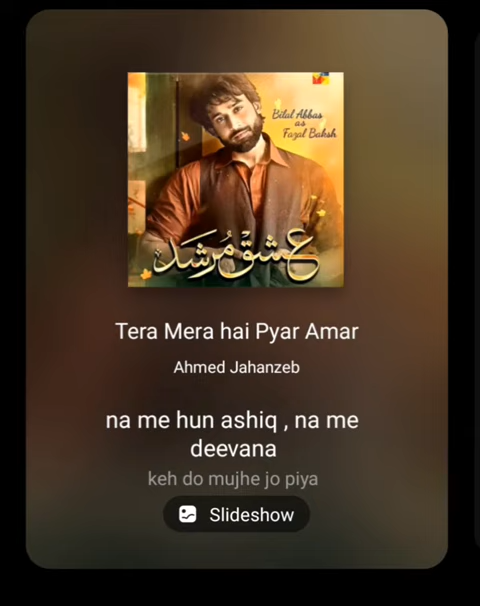 Bilal Abbas
as
Fazal Baksh
عشق مُرشد
Tera Mera hai Pyar Amar
Ahmed Jahanzeb
na me hun ashiq , na me
deevana
keh do mujhe jo piya
Slideshow